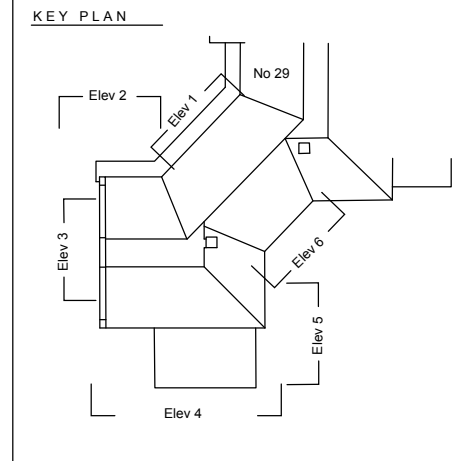 KEY PLAN
No 29
Elev 2
Elev 1
Elev 3
Elev 6
Elev 5
Elev 4